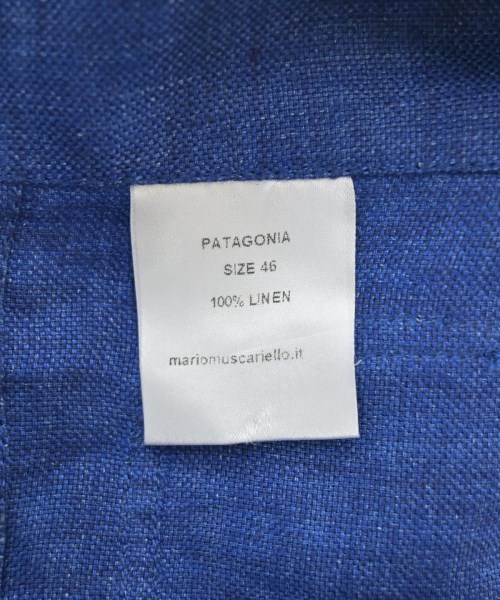 PATAGONIA
SIZE 46
100% LINEN
mariomuscariello.it